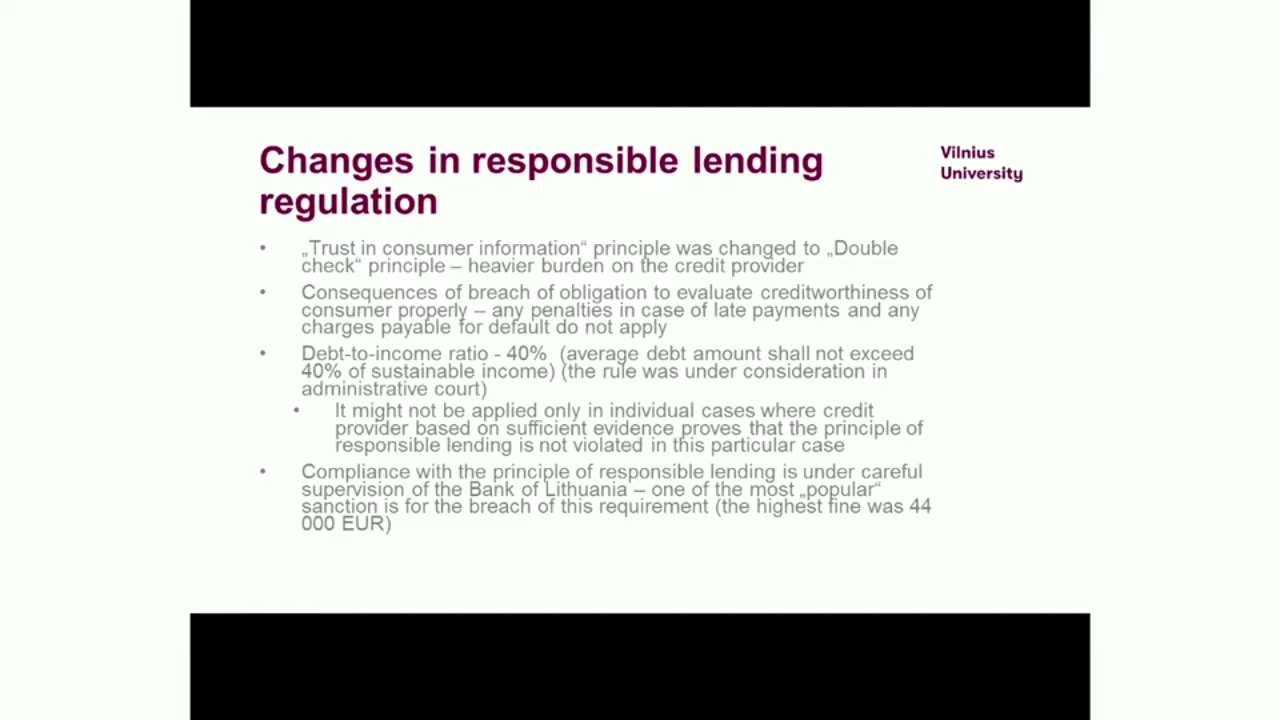 Changes in responsible lending
regulation
Vilnius
University
• „Trust in consumer information“ principle was changed to „Double
check“ principle – heavier burden on the credit provider
• Consequences of breach of obligation to evaluate creditworthiness of
consumer properly – any penalties in case of late payments and any
charges payable for default do not apply
• Debt-to-income ratio - 40%  (average debt amount shall not exceed
40% of sustainable income) (the rule was under consideration in
administrative court)
• It might not be applied only in individual cases where credit
provider based on sufficient evidence proves that the principle of
responsible lending is not violated in this particular case
• Compliance with the principle of responsible lending is under careful
supervision of the Bank of Lithuania – one of the most „popular“
sanction is for the breach of this requirement (the highest fine was 44
000 EUR)